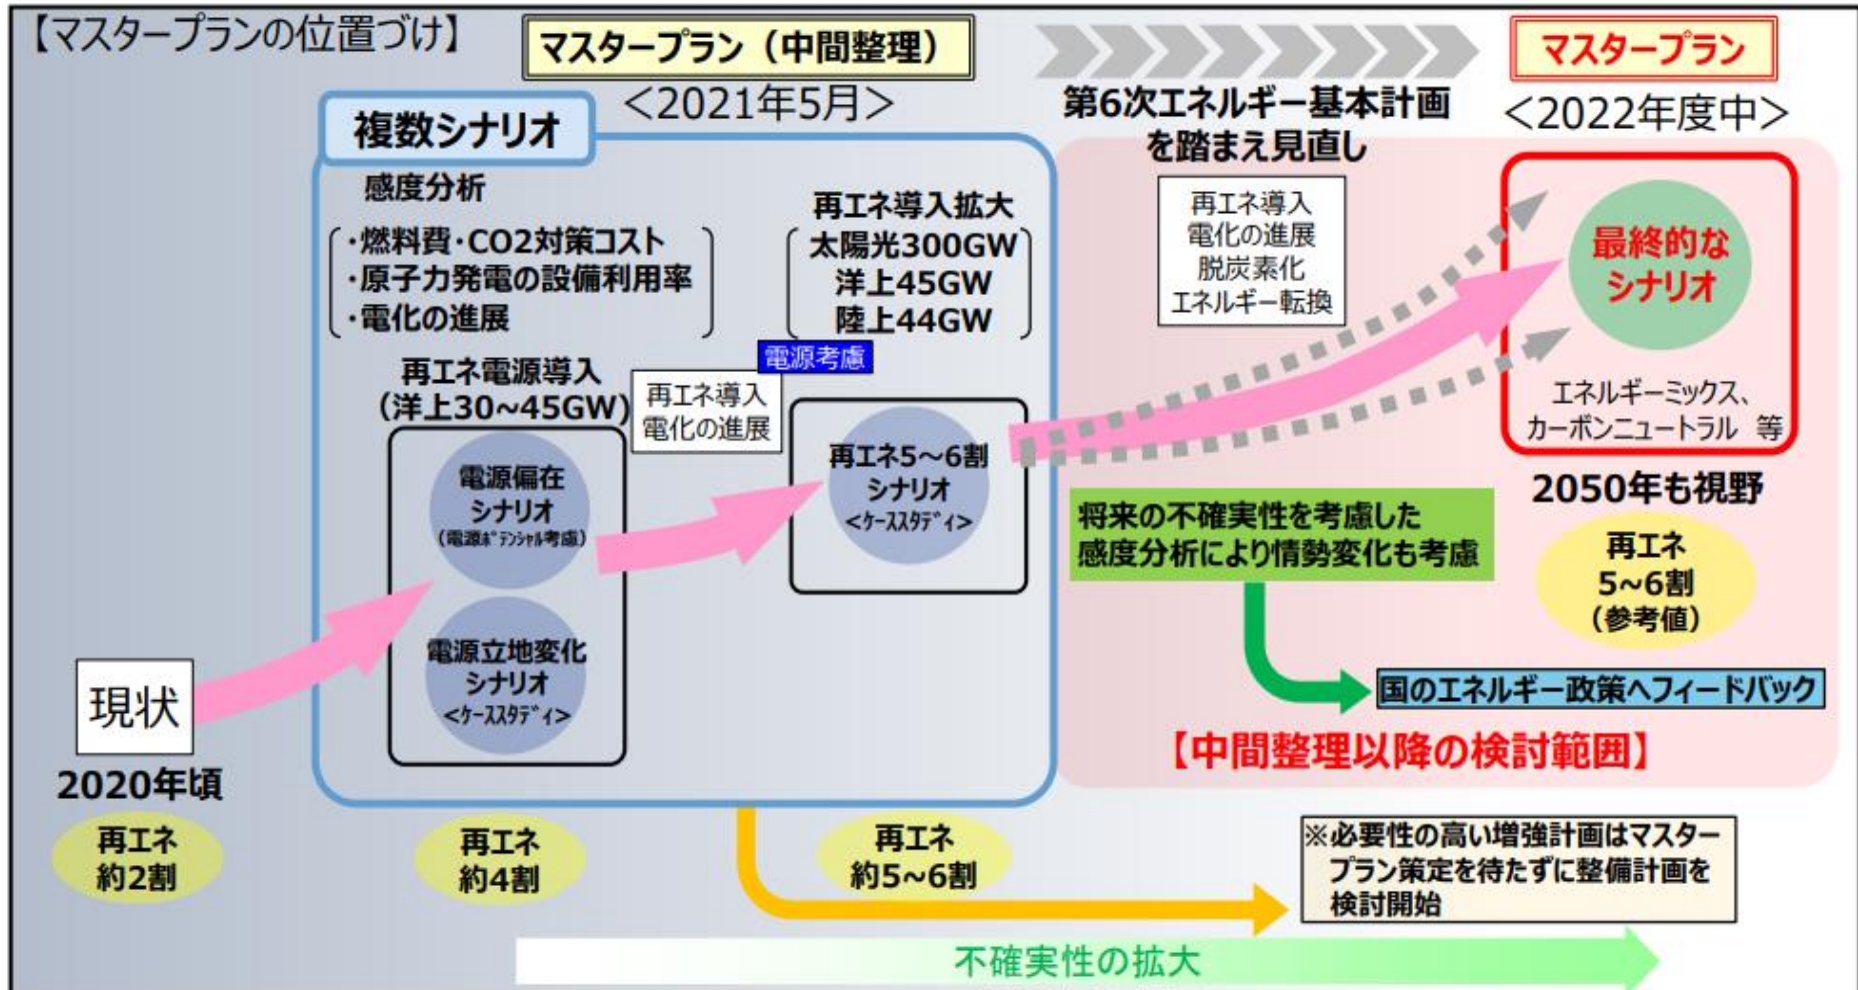 【マスタープランの位置づけ】
マスタープラン（中間整理）
＜2021年5月＞
マスタープラン
＜2022年度中＞
第6次エネルギー基本計画
を踏まえ見直し
複数シナリオ
感度分析
・燃料費・CO2対策コスト
・原子力発電の設備利用率
・電化の進展
再エネ導入拡大
太陽光300GW
洋上45GW
陸上44GW
電源考慮
再エネ電源導入
（洋上30~45GW）
再エネ導入
電化の進展
電源偏在
シナリオ
（電源ﾎﾟﾃﾝｼｬﾙ考慮）
電源立地変化
シナリオ
＜ｹｰｽｽﾀﾃﾞｨ＞
再エネ5～6割
シナリオ
＜ｹｰｽｽﾀﾃﾞｨ＞
再エネ導入
電化の進展
脱炭素化
エネルギー転換
最終的な
シナリオ
エネルギーミックス、
カーボンニュートラル 等
2050年も視野
再エネ
5~6割
（参考値）
将来の不確実性を考慮した
感度分析により情勢変化も考慮
国のエネルギー政策へフィードバック
【中間整理以降の検討範囲】
現状
2020年頃
再エネ
約2割
再エネ
約4割
再エネ
約5~6割
※必要性の高い増強計画はマスター
プラン策定を待たずに整備計画を
検討開始
不確実性の拡大